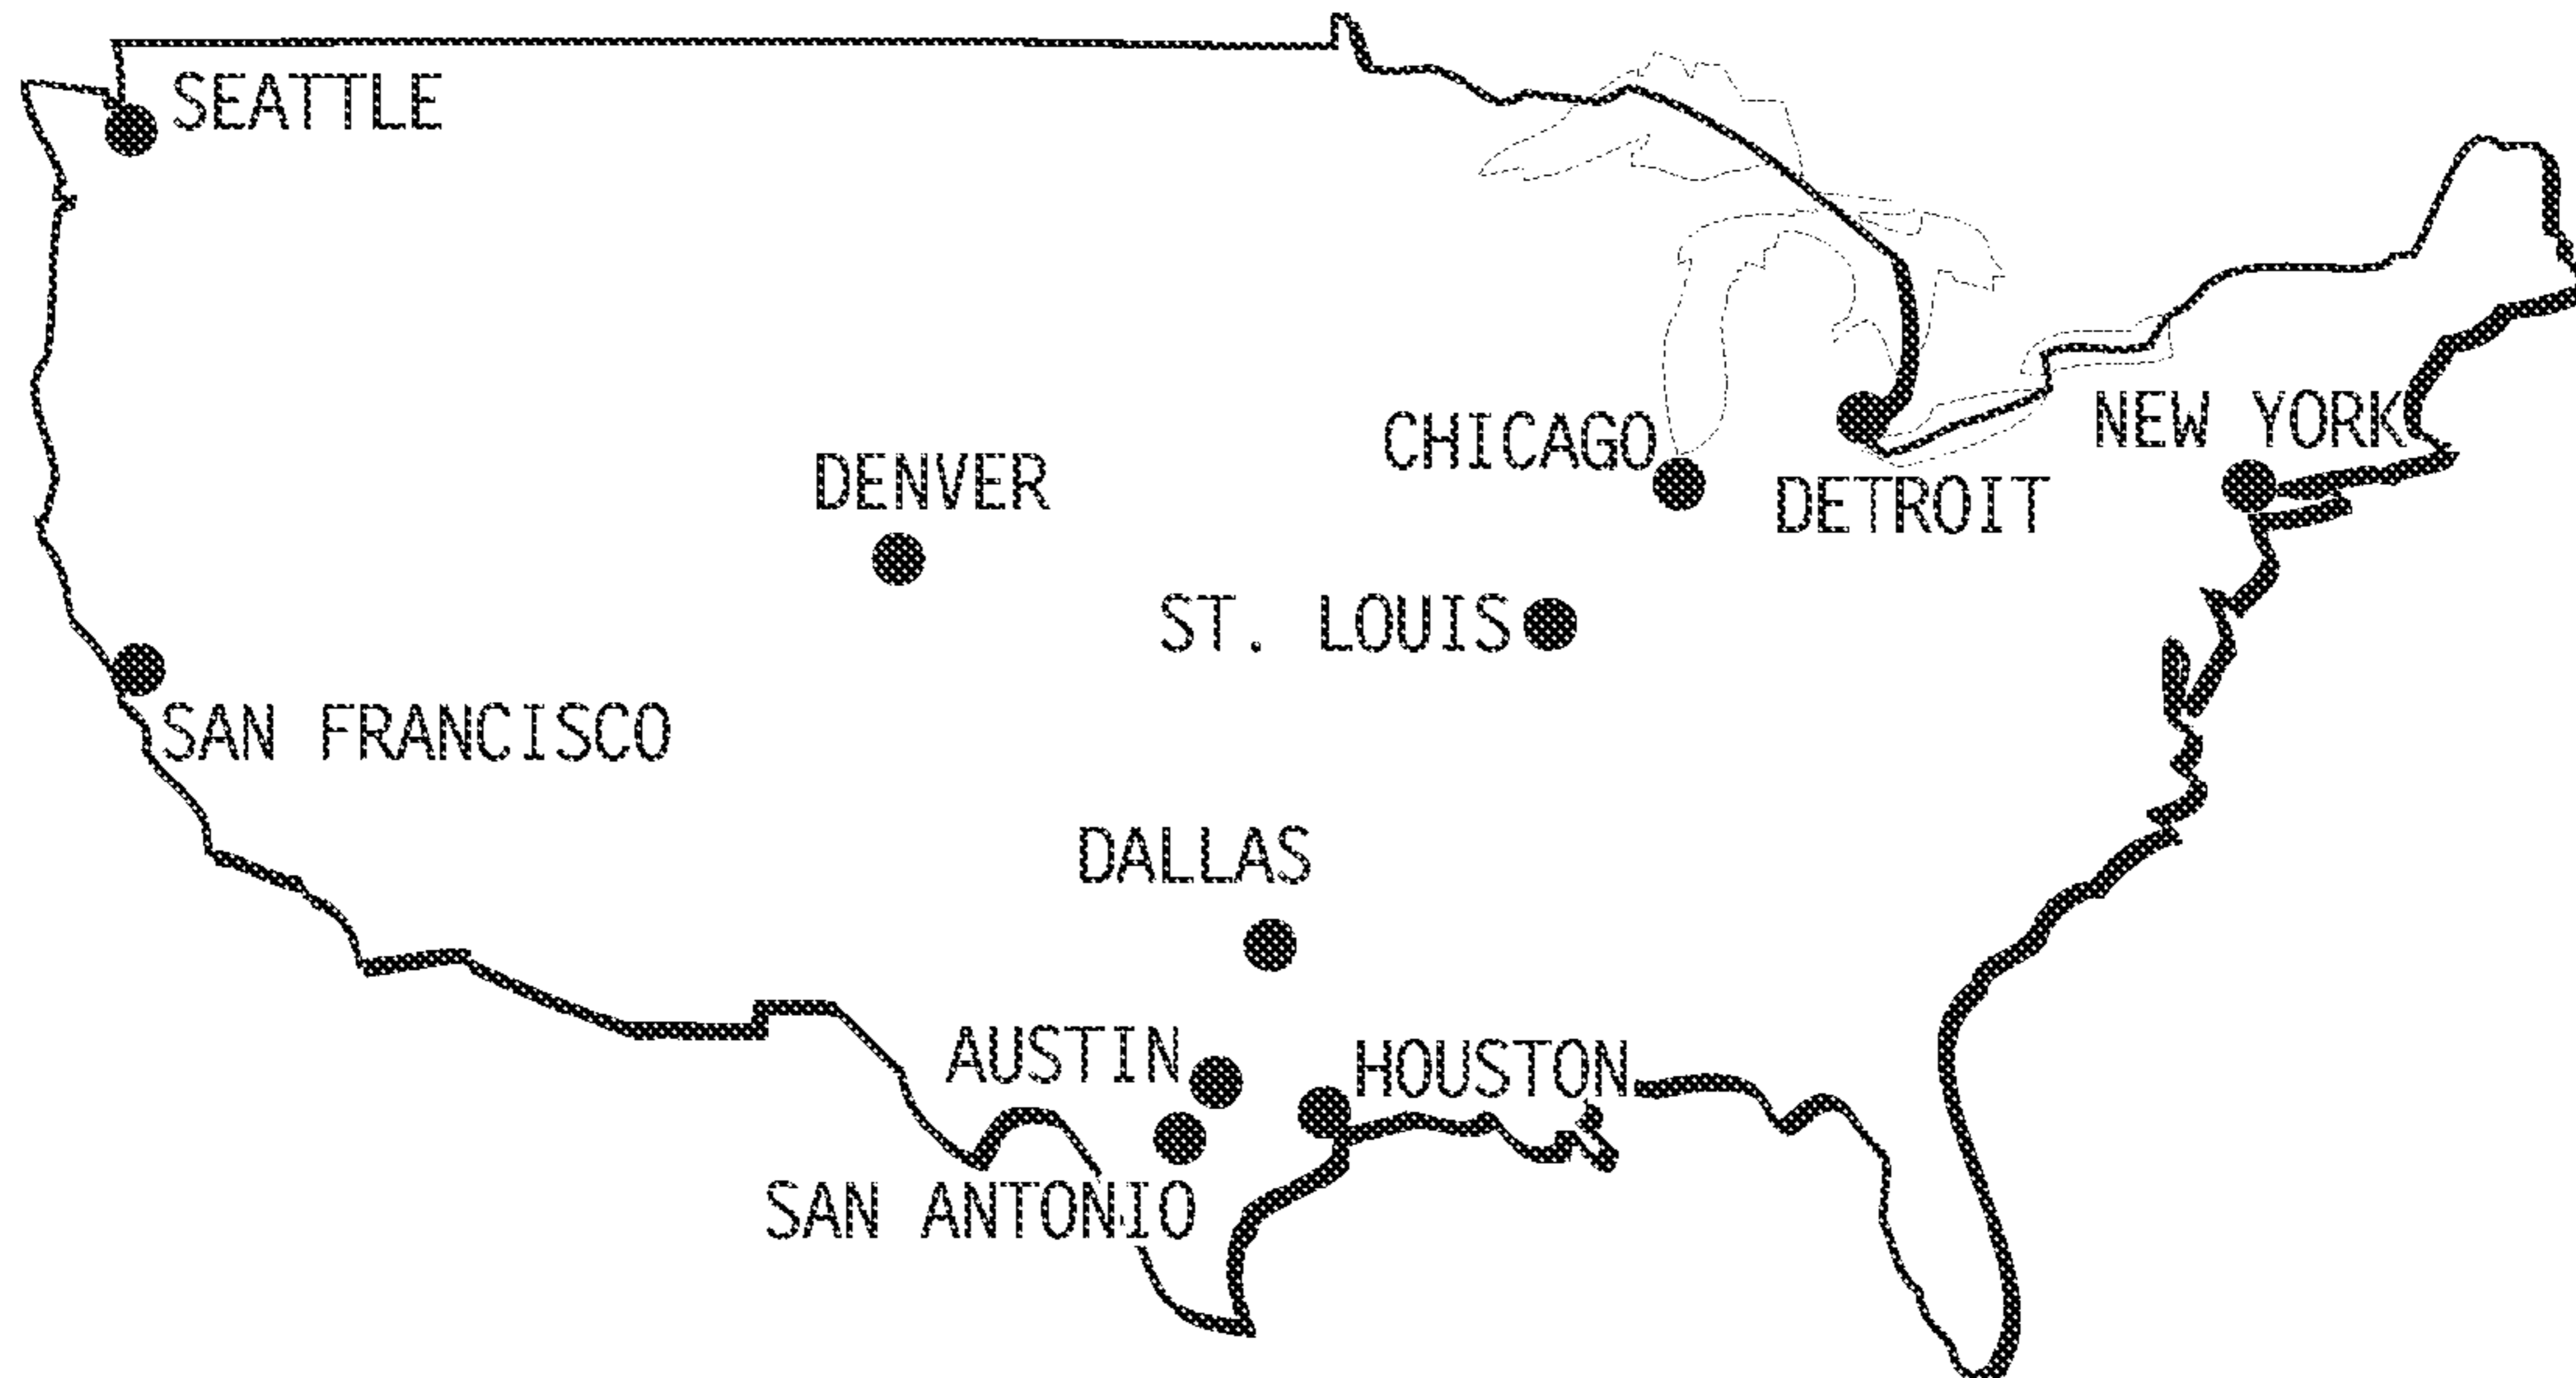 SEATTLE
NEW YORK
CHICAGO
DENVER
DETROIT
ST. LOUIS
SAN FRANCISCO
DALLAS
AUSTIN
HOUSTON
SAN ANTONIO